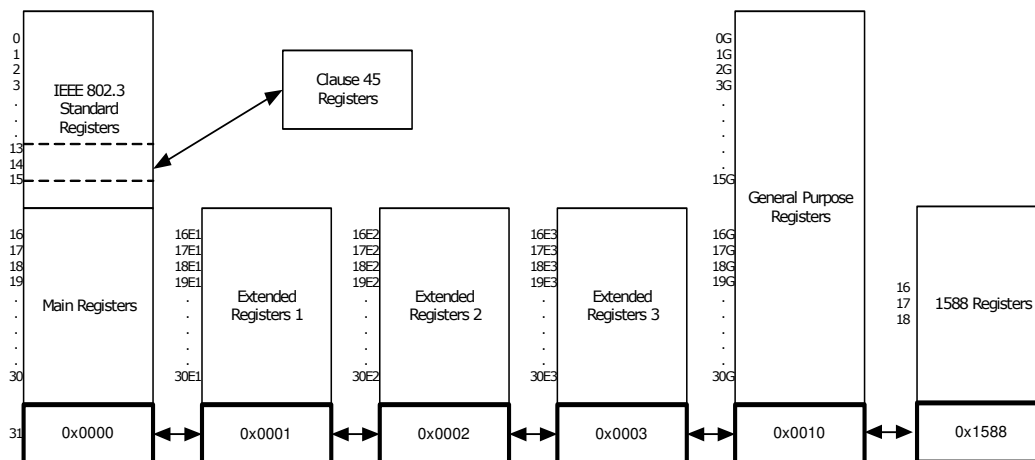 0
1
2
3
.
.
.
13
14
15
IEEE 802.3
Standard
Registers
Clause 45
Registers
16
17
18
19
.
.
.
.
.
30
Main Registers
16E1
17E1
18E1
19E1
.
.
.
.
.
30E1
Extended
Registers 1
16E2
17E2
18E2
19E2
.
.
.
.
.
30E2
Extended
Registers 2
16E3
17E3
18E3
19E3
.
.
.
.
.
30E3
Extended
Registers 3
0G
1G
2G
3G
.
.
.
.
.
15G
16G
17G
18G
19G
.
.
.
.
.
30G
General Purpose
Registers
16
17
18
1588 Registers
31
0x0000
0x0001
0x0002
0x0003
0x0010
0x1588